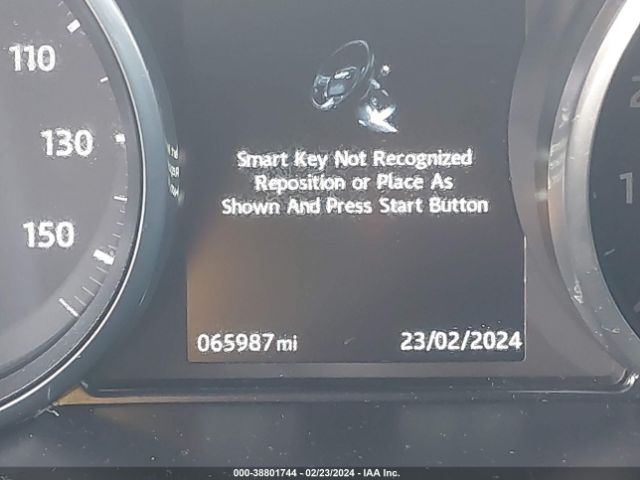 110
130
150
Smart Key Not Recognized
Reposition or Place As
Shown And Press Start Button
065987 mi
23/02/2024
000-38801744 - 02/23/2024 - IAA Inc.